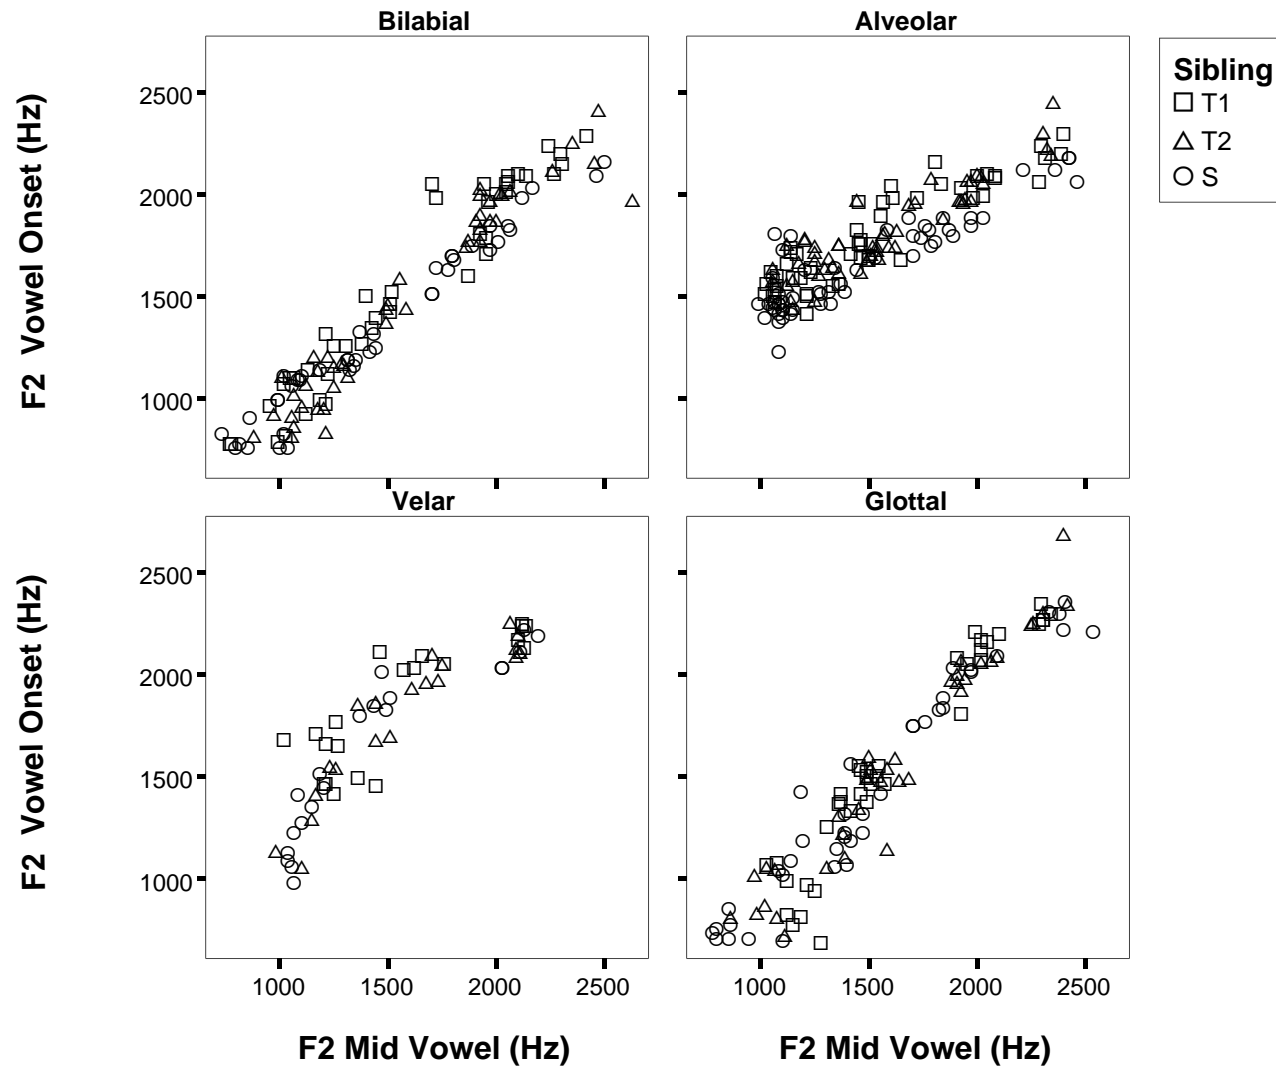 Bilabial
Alveolar
Sibling
T1
T2
S
F2 Vowel Onset (Hz)
2500
2000
1500
1000
Velar
Glottal
F2 Vowel Onset (Hz)
2500
2000
1500
1000
1000 1500 2000 2500
1000 1500 2000 2500
F2 Mid Vowel (Hz)
F2 Mid Vowel (Hz)